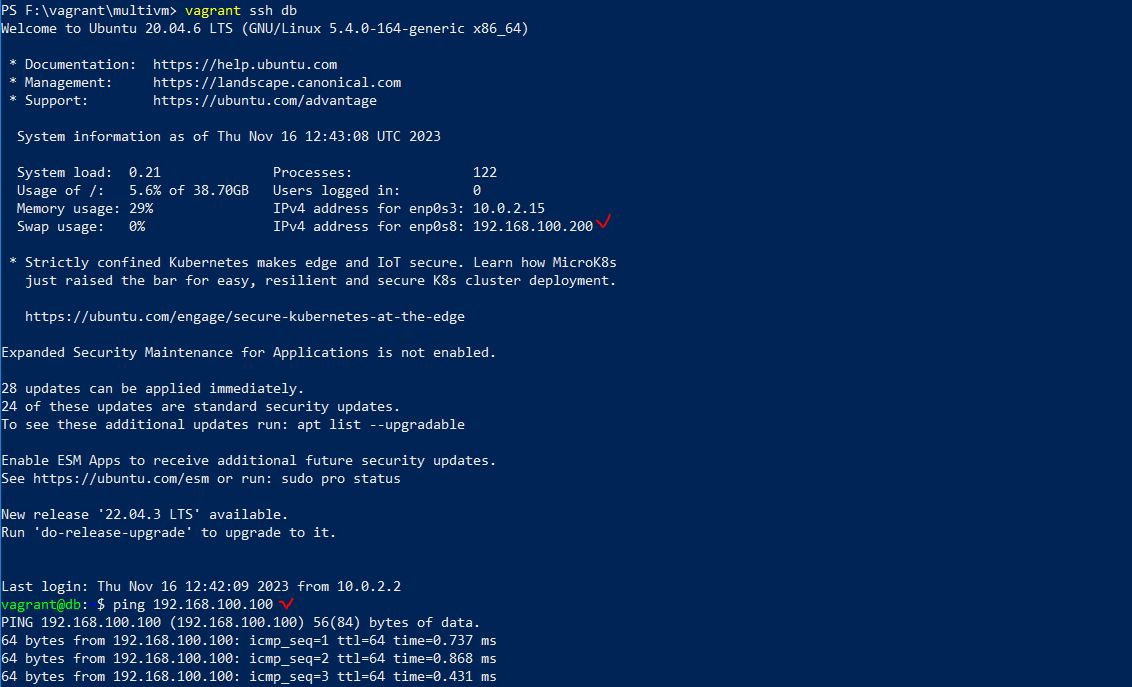 PS F:\vagrant\multivm> vagrant ssh db
Welcome to Ubuntu 20.04.6 LTS (GNU/Linux 5.4.0-164-generic x86_64)
* Documentation:  https://help.ubuntu.com
* Management:     https://landscape.canonical.com
* Support:        https://ubuntu.com/advantage
System information as of Thu Nov 16 12:43:08 UTC 2023
System load:  0.21               Processes:               122
Usage of /:   5.6% of 38.70GB   Users logged in:         0
Memory usage: 29%               IPv4 address for enp0s3: 10.0.2.15
Swap usage:   0%                IPv4 address for enp0s8: 192.168.100.200
* Strictly confined Kubernetes makes edge and IoT secure. Learn how MicroK8s
just raised the bar for easy, resilient and secure K8s cluster deployment.
https://ubuntu.com/engage/secure-kubernetes-at-the-edge
Expanded Security Maintenance for Applications is not enabled.
28 updates can be applied immediately.
24 of these updates are standard security updates.
To see these additional updates run: apt list --upgradable
Enable ESM Apps to receive additional future security updates.
See https://ubuntu.com/esm or run: sudo pro status
New release '22.04.3 LTS' available.
Run 'do-release-upgrade' to upgrade to it.
Last login: Thu Nov 16 12:42:09 2023 from 10.0.2.2
vagrant@db: $ ping 192.168.100.100
PING 192.168.100.100 (192.168.100.100) 56(84) bytes of data.
64 bytes from 192.168.100.100: icmp_seq=1 ttl=64 time=0.737 ms
64 bytes from 192.168.100.100: icmp_seq=2 ttl=64 time=0.868 ms
64 bytes from 192.168.100.100: icmp_seq=3 ttl=64 time=0.431 ms